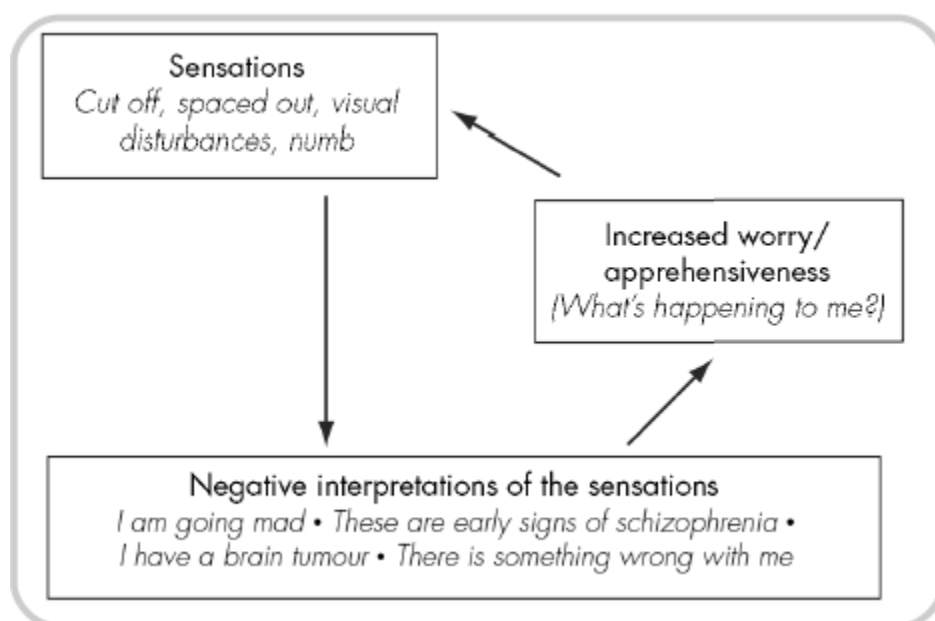 Sensations
Cut off, spaced out, visual
disturbances, numb
Increased worry/
apprehensiveness
(What's happening to me?)
Negative interpretations of the sensations
I am going mad • These are early signs of schizophrenia •
I have a brain tumour • There is something wrong with me